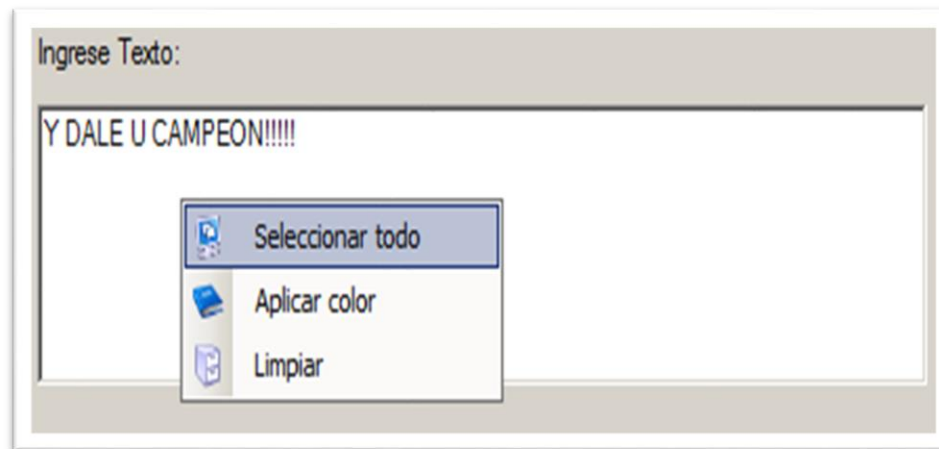 Ingrese Texto:
Y DALE U CAMPEON!!!!!
Seleccionar todo
Aplicar color
Limpiar